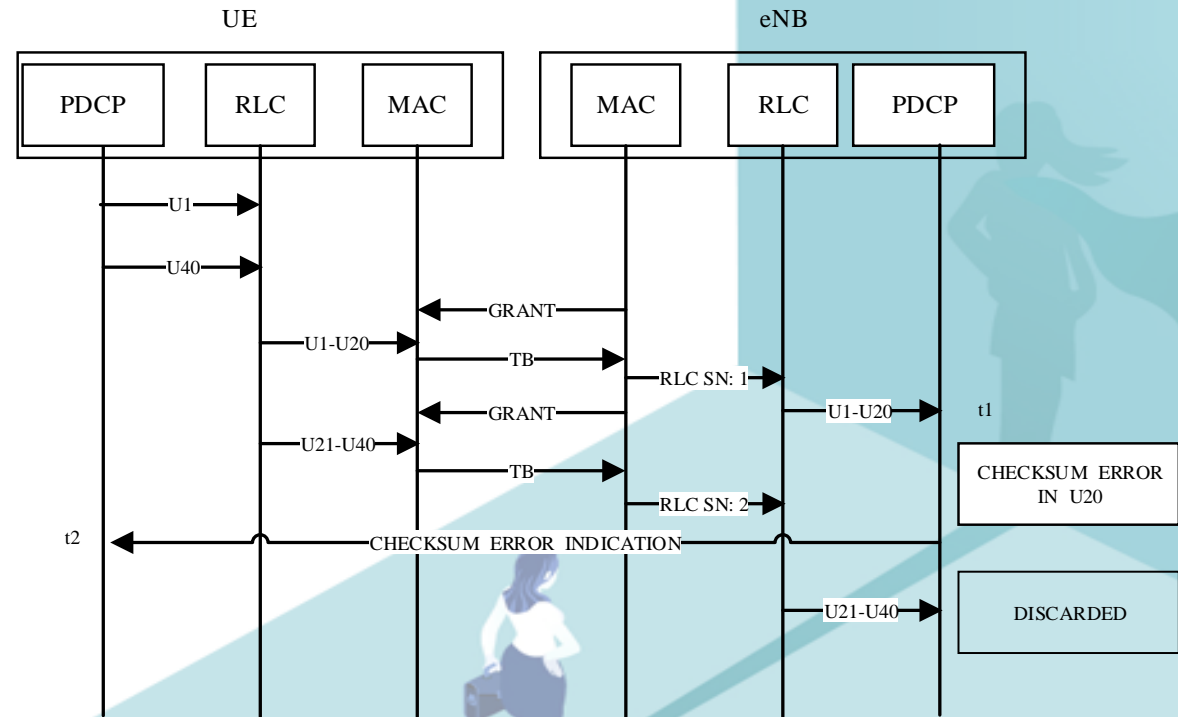 UE
eNB
PDCP
RLC
MAC
MAC
RLC
PDCP
U1
U40
GRANT
U1-U20
TB
RLC SN: 1
U1-U20
t1
GRANT
U21-U40
TB
CHECKSUM ERROR
IN U20
RLC SN: 2
t2
CHECKSUM ERROR INDICATION
U21-U40
DISCARDED